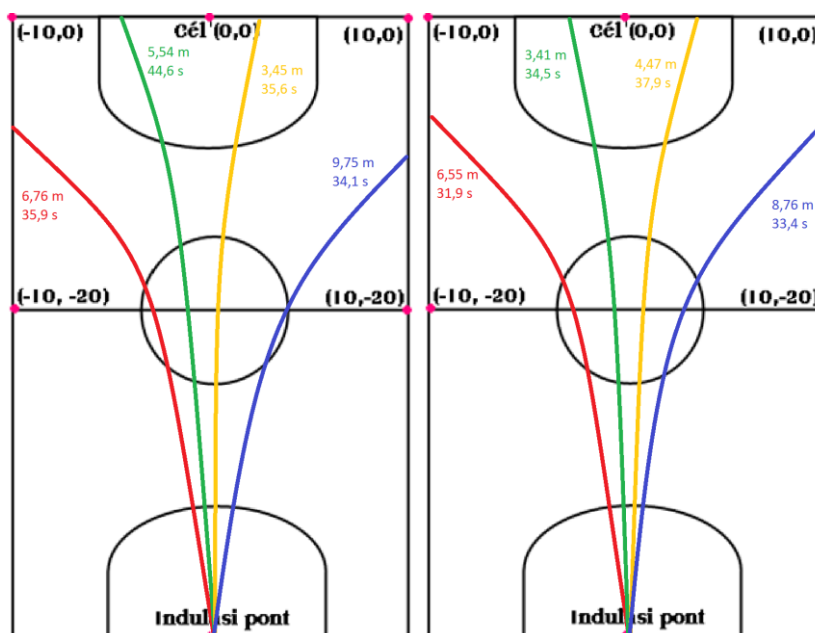 (-10,0)
Cél (0,0)
(10,0)
5,54 m
44,6 s
3,45 m
35,6 s
6,76 m
35,9 s
9,75 m
34,1 s
(-10, -20)
(10,-20)
Indulasi pont
(-10,0)
Cél (0,0)
(10,0)
3,41 m
34,5 s
4,47 m
37,9 s
6,55 m
31,9 s
8,76 m
33,4 s
(-10, -20)
(10,-20)
Indulasi pont